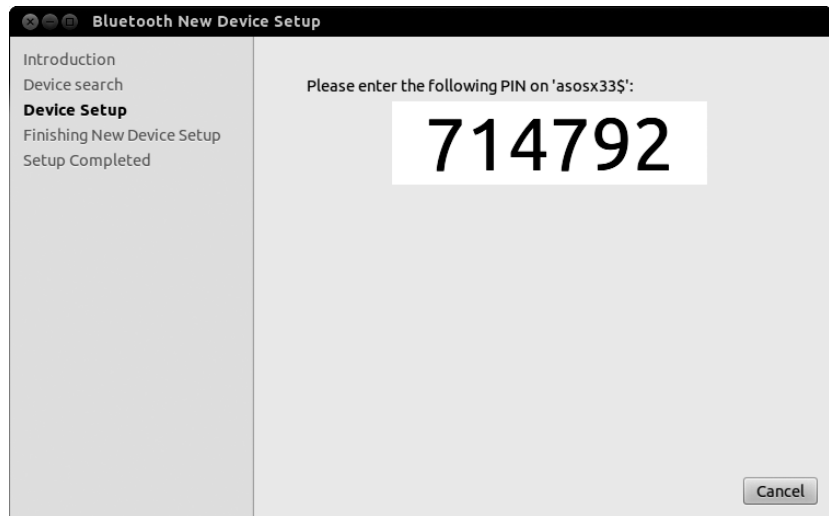 Bluetooth New Device Setup
Introduction
Device search
Device Setup
Finishing New Device Setup
Setup Completed
Please enter the following PIN on 'asosx33$':
714792
Cancel